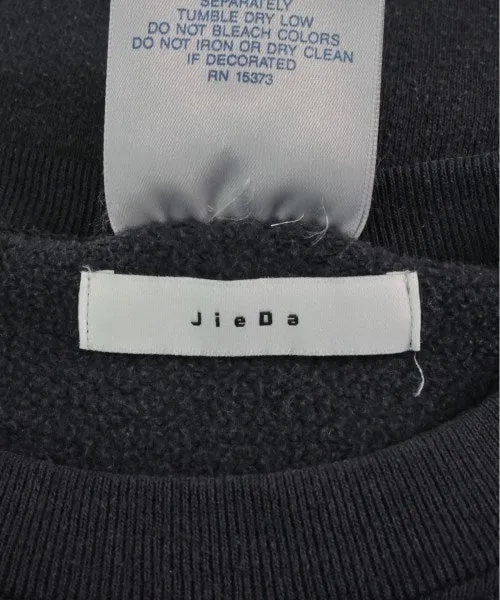 SEPARATELY
TUMBLE DRY LOW
DO NOT BLEACH COLORS
DO NOT IRON OR DRY CLEAN
IF DECORATED
RN 15373
JieDa